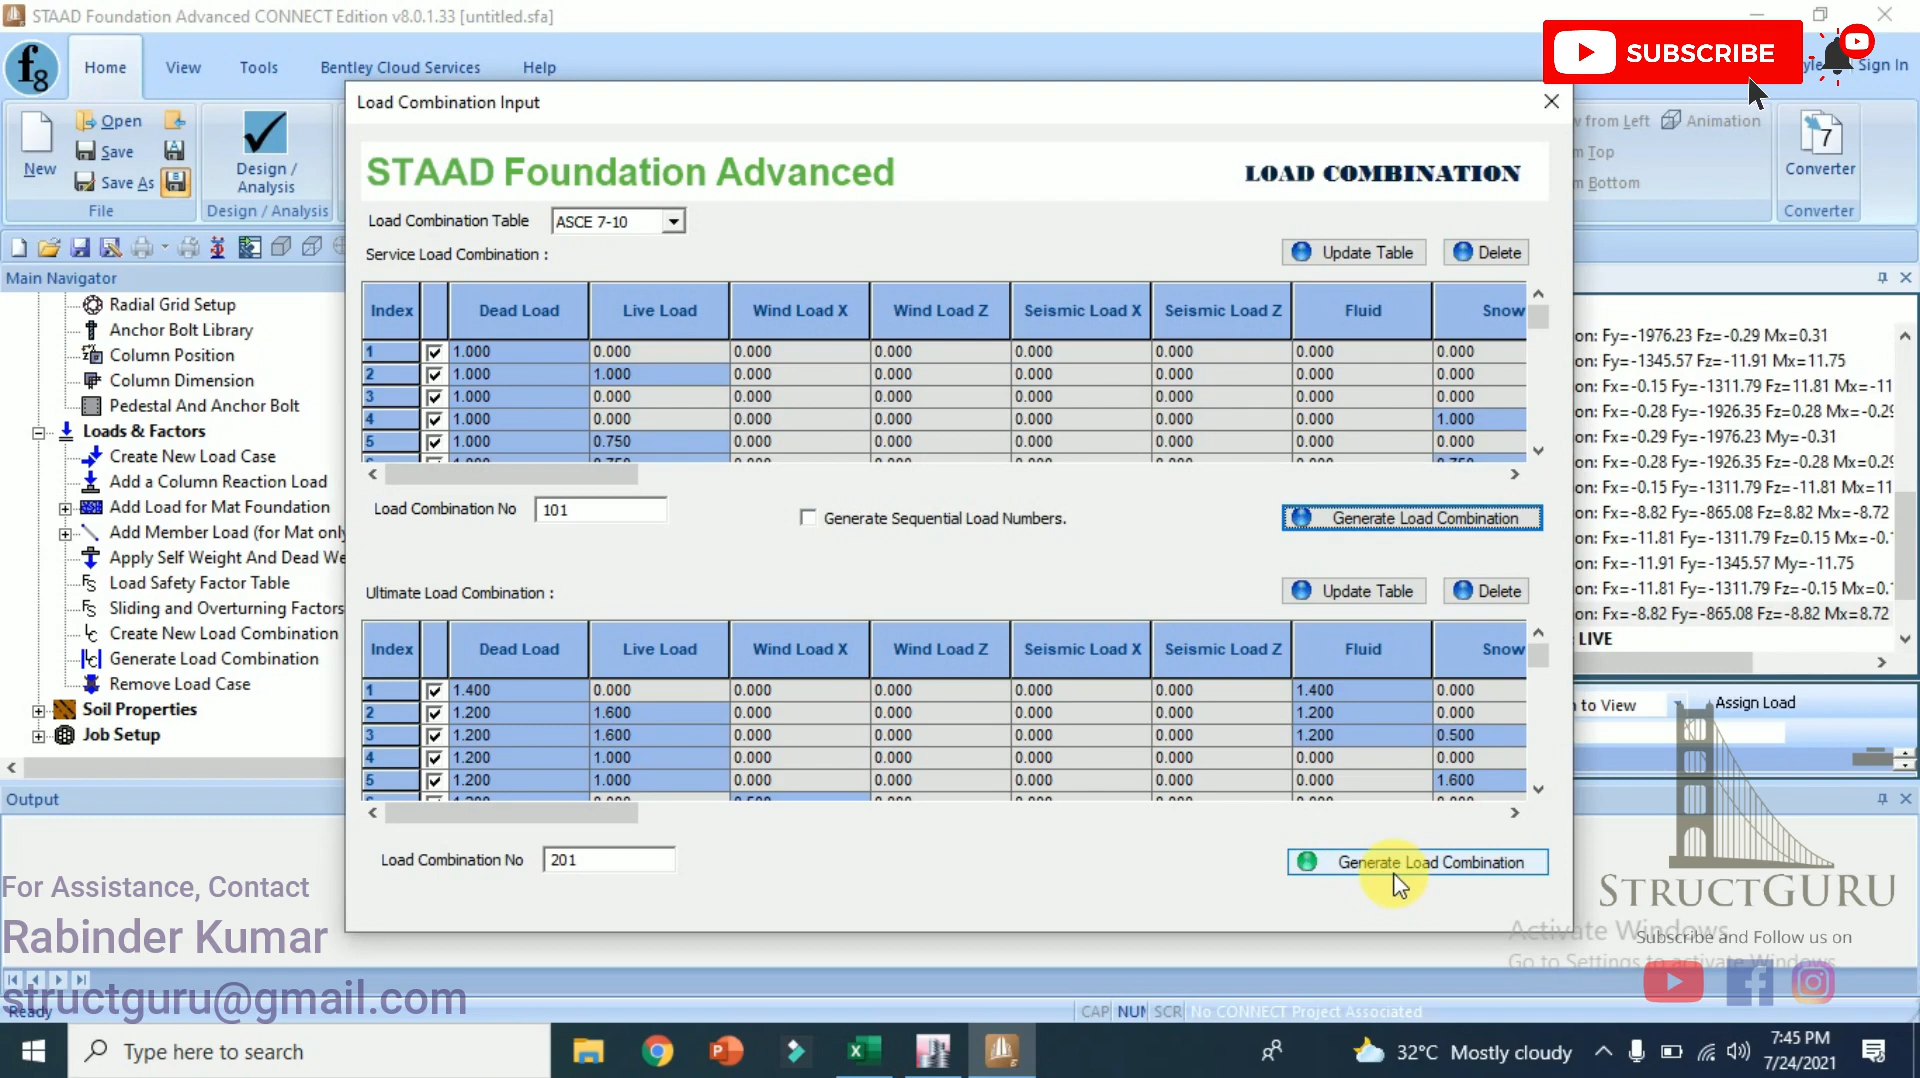 STAAD Foundation Advanced CONNECT Edition v8.0.1.33 [untitled.sfa]
SUBSCRIBE
Home View Tools Bentley Cloud Services Help
Sign In
Load Combination Input
New Open Save Save As
File
Design / Analysis
Design / Analysis
w from Left Animation
m Top
m Bottom
7
Converter
Converter
STAAD Foundation Advanced LOAD COMBINATION
Load Combination Table ASCE 7-10
Service Load Combination : Update Table Delete
Index Dead Load Live Load Wind Load X Wind Load Z Seismic Load X Seismic Load Z Fluid Snow
1 1.000 0.000 0.000 0.000 0.000 0.000 0.000 0.000
2 1.000 1.000 0.000 0.000 0.000 0.000 0.000 0.000
3 1.000 0.000 0.000 0.000 0.000 0.000 0.000 0.000
4 1.000 0.000 0.000 0.000 0.000 0.000 0.000 1.000
5 1.000 0.750 0.000 0.000 0.000 0.000 0.000 0.000
Load Combination No 101 Generate Sequential Load Numbers. Generate Load Combination
Ultimate Load Combination : Update Table Delete
Index Dead Load Live Load Wind Load X Wind Load Z Seismic Load X Seismic Load Z Fluid Snow
1 1.400 0.000 0.000 0.000 0.000 0.000 1.400 0.000
2 1.200 1.600 0.000 0.000 0.000 0.000 1.200 0.000
3 1.200 1.600 0.000 0.000 0.000 0.000 1.200 0.500
4 1.200 1.000 0.000 0.000 0.000 0.000 0.000 0.000
5 1.200 1.000 0.000 0.000 0.000 0.000 0.000 1.600
Load Combination No 201 Generate Load Combination
Main Navigator
Radial Grid Setup
Anchor Bolt Library
Column Position
Column Dimension
Pedestal And Anchor Bolt
Loads & Factors
Create New Load Case
Add a Column Reaction Load
Add Load for Mat Foundation
Add Member Load (for Mat only
Apply Self Weight And Dead We
Load Safety Factor Table
Sliding and Overturning Factors
Create New Load Combination
Generate Load Combination
Remove Load Case
Soil Properties
Job Setup
on: Fy=-1976.23 Fz=-0.29 Mx=0.31
on: Fy=-1345.57 Fz=-11.91 Mx=11.75
on: Fx=-0.15 Fy=-1311.79 Fz=11.81 Mx=-11
on: Fx=-0.28 Fy=-1926.35 Fz=0.28 Mx=-0.29
on: Fx=-0.29 Fy=-1976.23 My=-0.31
on: Fx=-0.28 Fy=-1926.35 Fz=-0.28 Mx=0.29
on: Fx=-0.15 Fy=-1311.79 Fz=-11.81 Mx=11
on: Fx=-8.82 Fy=-865.08 Fz=8.82 Mx=-8.72
on: Fx=-11.81 Fy=-1311.79 Fz=0.15 Mx=-0.
on: Fx=-11.91 Fy=-1345.57 My=-11.75
on: Fx=-11.81 Fy=-1311.79 Fz=-0.15 Mx=0.
on: Fx=-8.82 Fy=-865.08 Fz=-8.82 Mx=8.72
LIVE
n to View Assign Load
Output
For Assistance, Contact
Rabinder Kumar
structguru@gmail.com
STRUCTGURU
Activate Windows
Subscribe and Follow us on
Go to Settings to activate Windows.
Ready CAP NUM SCR No CONNECT Project Associated
Type here to search
32°C Mostly cloudy
7:45 PM
7/24/2021